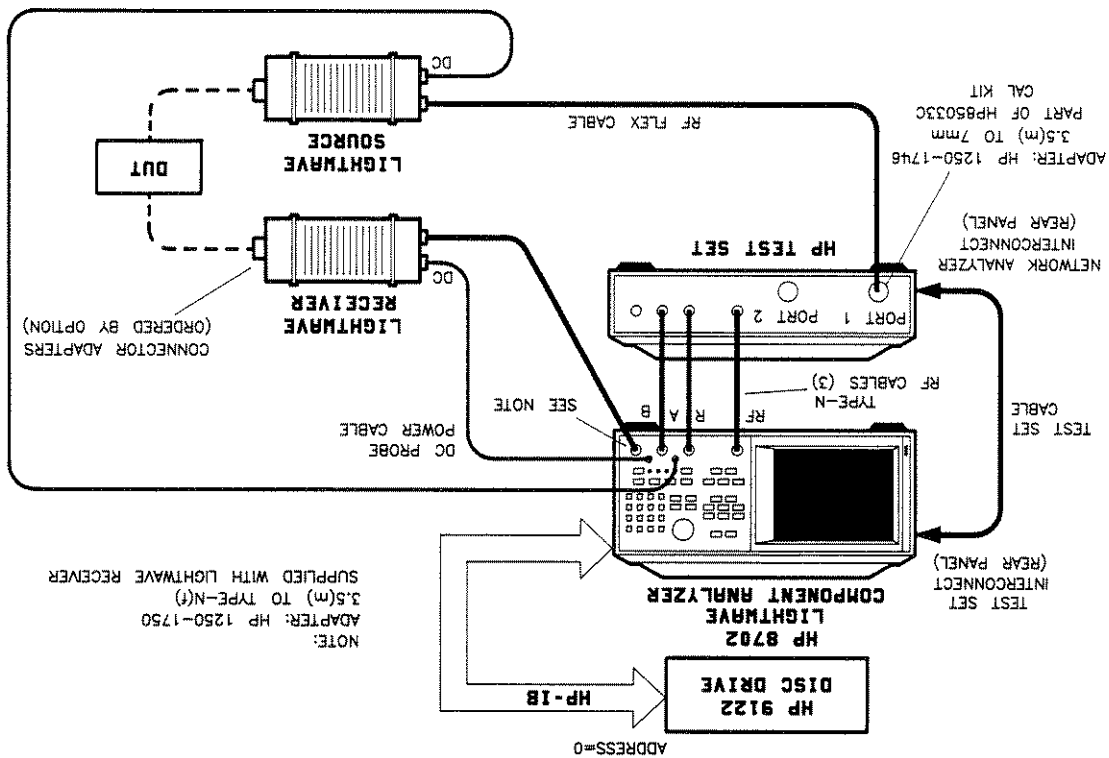 ADDRESS=0
HP 9122
DISC DRIVE
HP-IB
HP 8702
LIGHTWAVE
COMPONENT ANALYZER
NOTE:
ADAPTER: HP 1250-1750
3.5(m) TO TYPE-N(f)
SUPPLIED WITH LIGHTWAVE RECEIVER
TEST SET
INTERCONNECT
(REAR PANEL)
RF
R
A
B
DC PROBE
POWER CABLE
SEE NOTE
TEST SET
CABLE
TYPE-N
RF CABLES (3)
CONNECTOR ADAPTERS
(ORDERED BY OPTION)
PORT 1
PORT 2
LIGHTWAVE
RECEIVER
DC
HP TEST SET
NETWORK ANALYZER
INTERCONNECT
(REAR PANEL)
ADAPTER: HP 1250-1746
3.5(m) TO 7mm
PART OF HP85033C
CAL KIT
DUT
LIGHTWAVE
SOURCE
RF FLEX CABLE
DC